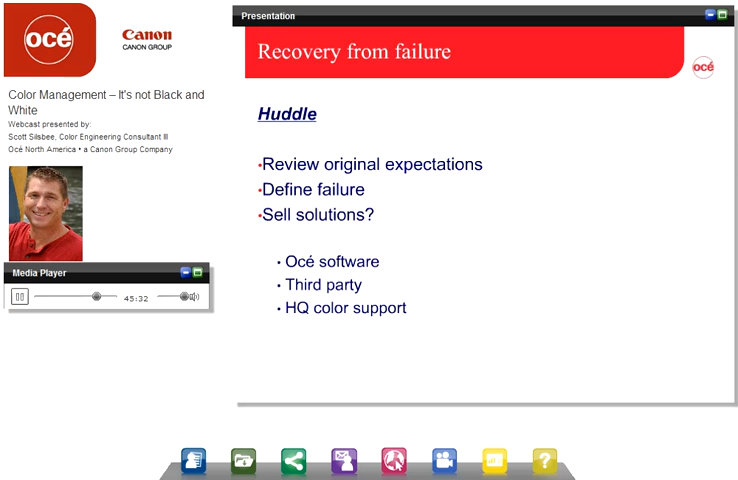 océ
Canon
CANON GROUP
Color Management – It's not Black and
White
Webcast presented by:
Scott Silsbee, Color Engineering Consultant III
Océ North America • a Canon Group Company
Media Player
45:32
Presentation
Recovery from failure
océ
Huddle
•Review original expectations
•Define failure
•Sell solutions?
• Océ software
• Third party
• HQ color support
?